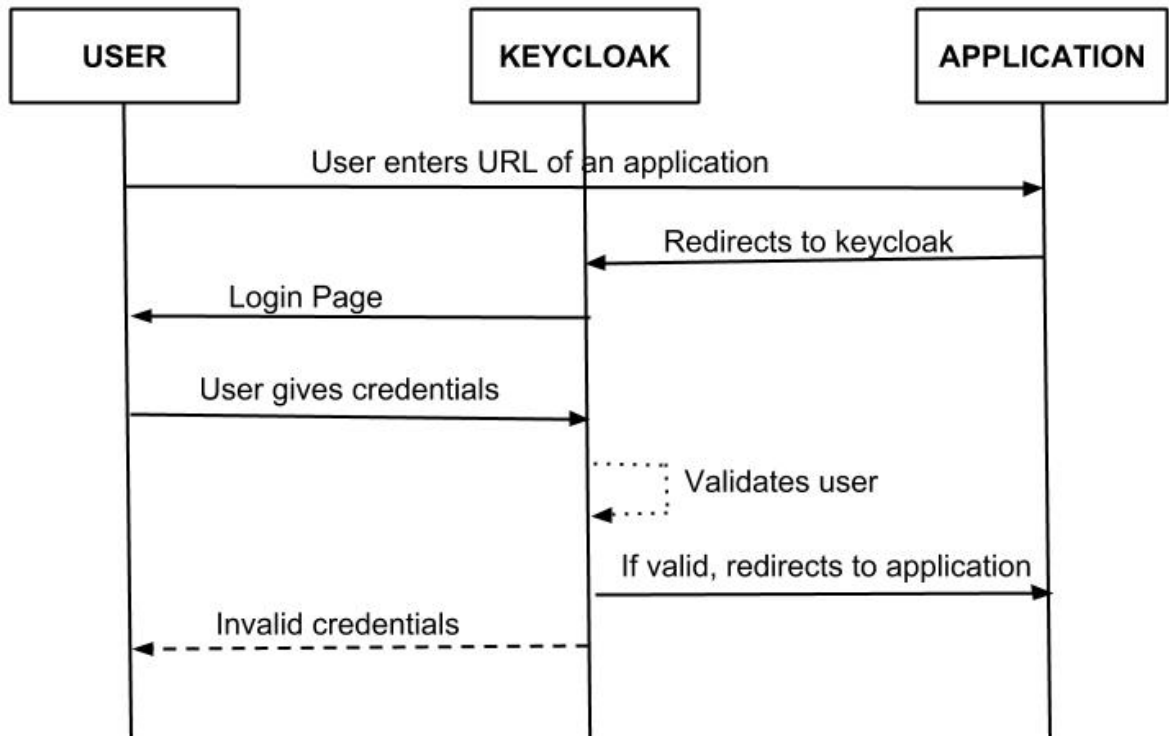 USER
KEYCLOAK
APPLICATION
User enters URL of an application
Redirects to keycloak
Login Page
User gives credentials
Validates user
If valid, redirects to application
Invalid credentials